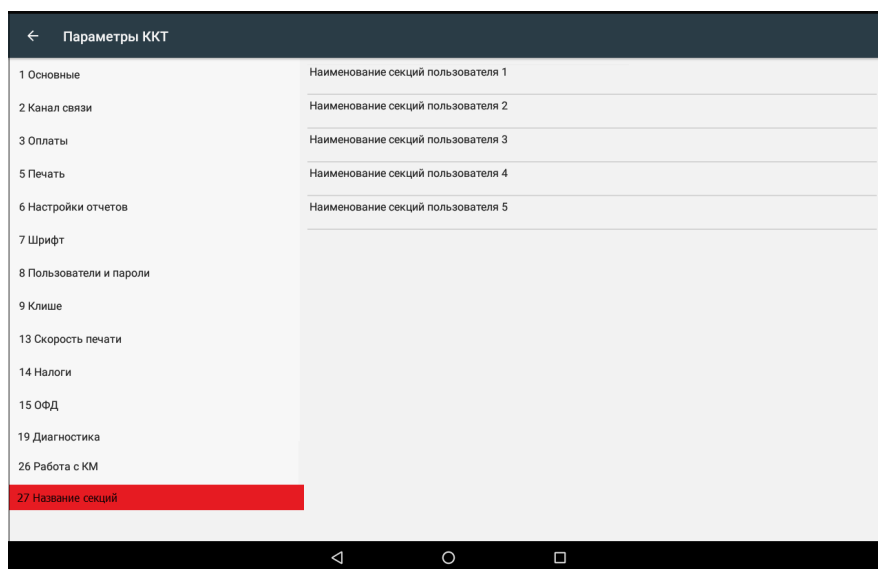 Параметры ККТ
1 Основные
2 Канал связи
3 Оплаты
5 Печать
6 Настройки отчетов
7 Шрифт
8 Пользователи и пароли
9 Клише
13 Скорость печати
14 Налоги
15 ОФД
19 Диагностика
26 Работа с КМ
27 Название секций
Наименование секций пользователя 1
Наименование секций пользователя 2
Наименование секций пользователя 3
Наименование секций пользователя 4
Наименование секций пользователя 5